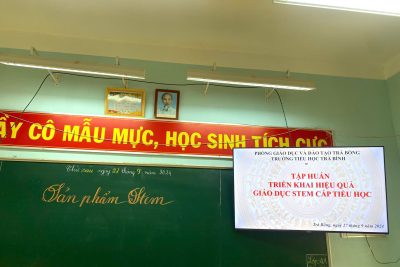 ẦY CÔ MẪU MỰC, HỌC SINH TÍCH CỰC
Thứ sáu ngày 27 tháng 9 năm 2024
Sản phẩm Stem
PHÒNG GIÁO DỤC VÀ ĐÀO TẠO TRÀ BỒNG
TRƯỜNG TIỂU HỌC TRÀ BÌNH
TẬP HUẤN
TRIỂN KHAI HIỆU QUẢ
GIÁO DỤC STEM CẤP TIỂU HỌC
Trà Bồng, ngày 27 tháng 9 năm 2024